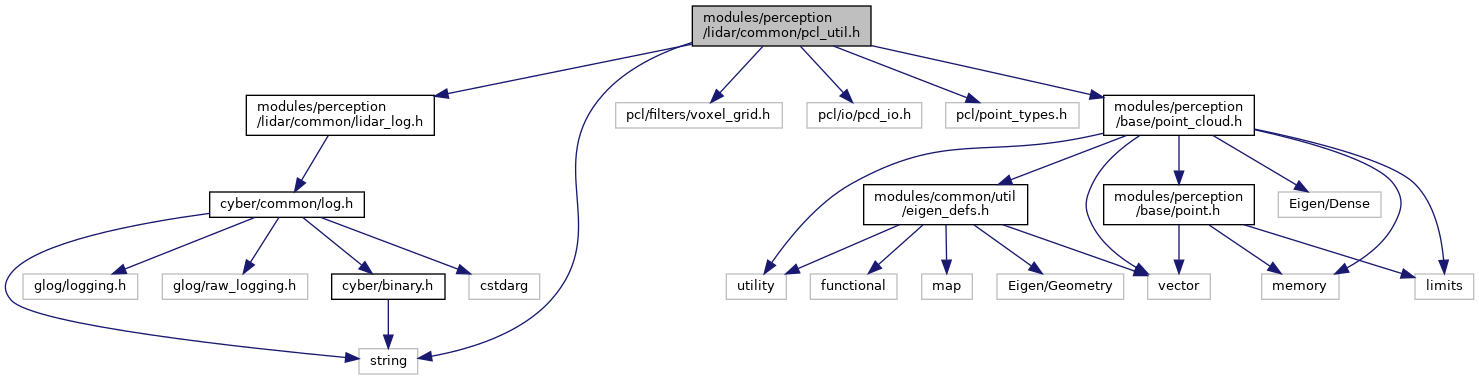 modules/perception
/lidar/common/pcl_util.h
modules/perception
/lidar/common/lidar_log.h
pcl/filters/voxel_grid.h
pcl/io/pcd_io.h
pcl/point_types.h
modules/perception
/base/point_cloud.h
cyber/common/log.h
modules/common/util
/eigen_defs.h
modules/perception
/base/point.h
Eigen/Dense
glog/logging.h
glog/raw_logging.h
cyber/binary.h
cstdarg
utility
functional
map
Eigen/Geometry
vector
memory
limits
string